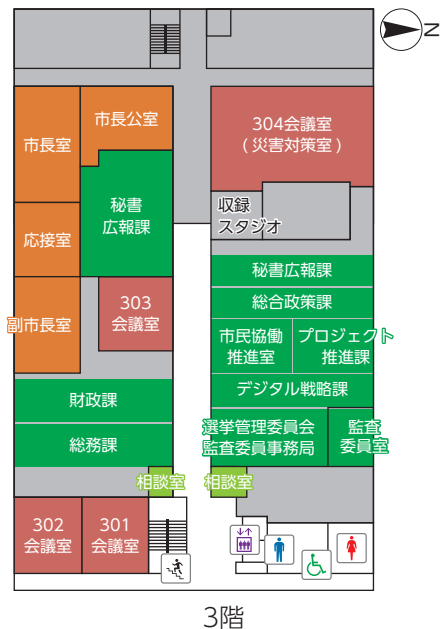 N
市長公室
市長室
304会議室
(災害対策室)
秘書
広報課
収録
スタジオ
応接室
秘書広報課
303
会議室
総合政策課
副市長室
市民協働
推進室
プロジェクト
推進課
財政課
デジタル戦略課
総務課
選挙管理委員会
監査委員事務局
監査
委員室
相談室
相談室
302
会議室
301
会議室
3階